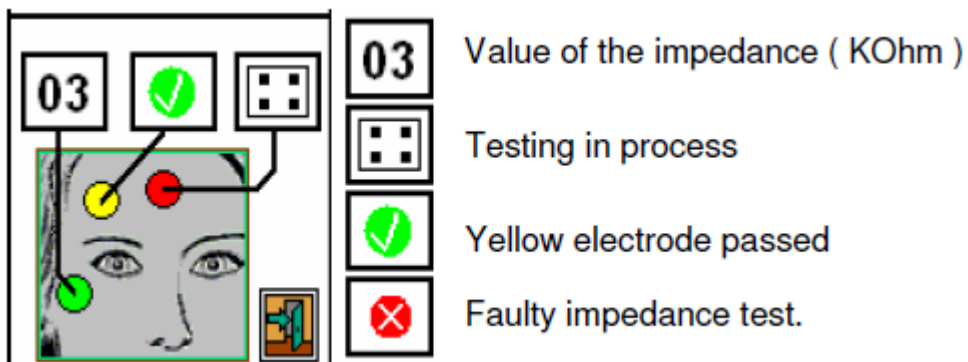 03
03 Value of the impedance ( KOhm )
Testing in process
Yellow electrode passed
Faulty impedance test.